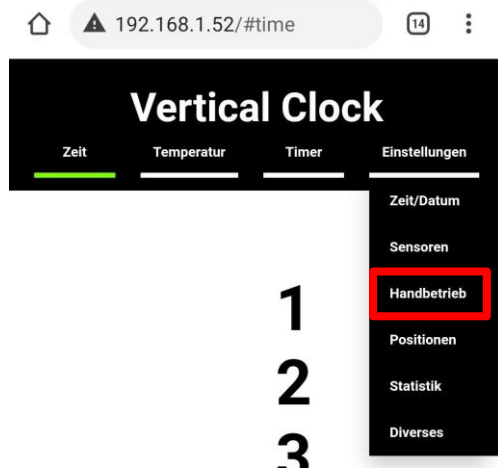 192.168.1.52/#time
14
Vertical Clock
Zeit Temperatur Timer Einstellungen
Zeit/Datum
Sensoren
Handbetrieb
Positionen
Statistik
Diverses
1
2
3